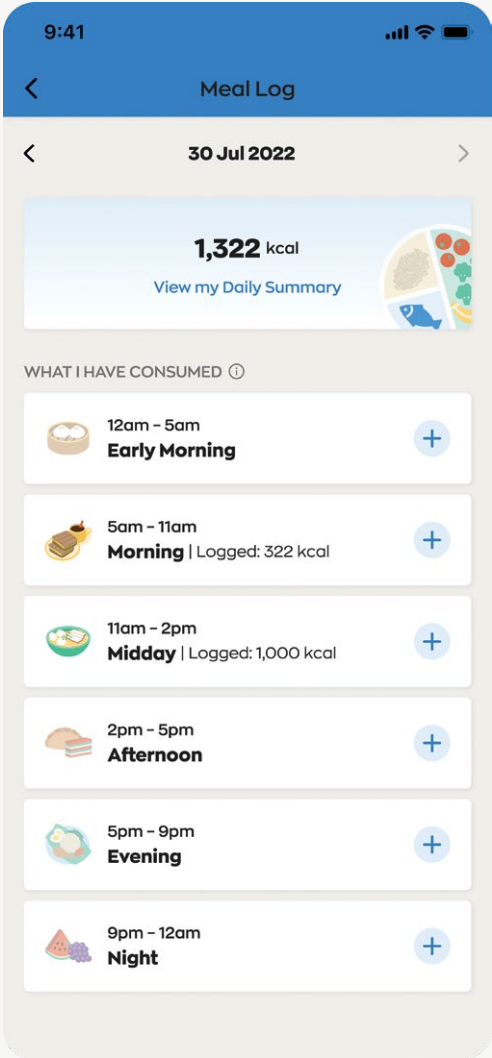 9:41
Meal Log
30 Jul 2022
1,322 kcal
View my Daily Summary
WHAT I HAVE CONSUMED
12am – 5am
Early Morning
5am – 11am
Morning | Logged: 322 kcal
11am – 2pm
Midday | Logged: 1,000 kcal
2pm – 5pm
Afternoon
5pm – 9pm
Evening
9pm – 12am
Night